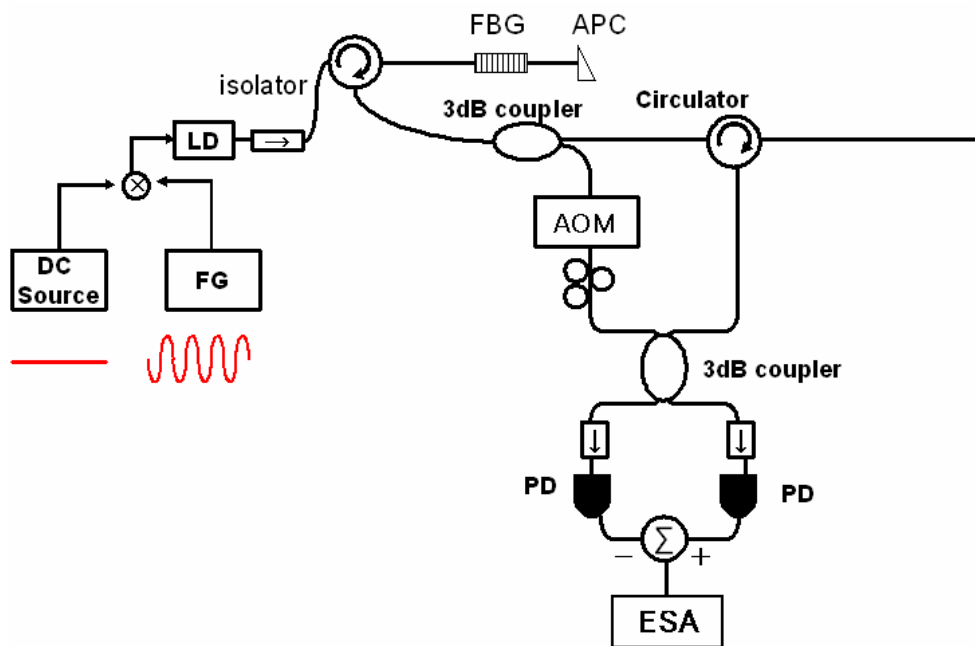 FBG
APC
isolator
3dB coupler
Circulator
LD
→
×
AOM
DC
Source
FG
3dB coupler
↓
↓
PD
PD
−
Σ
+
ESA